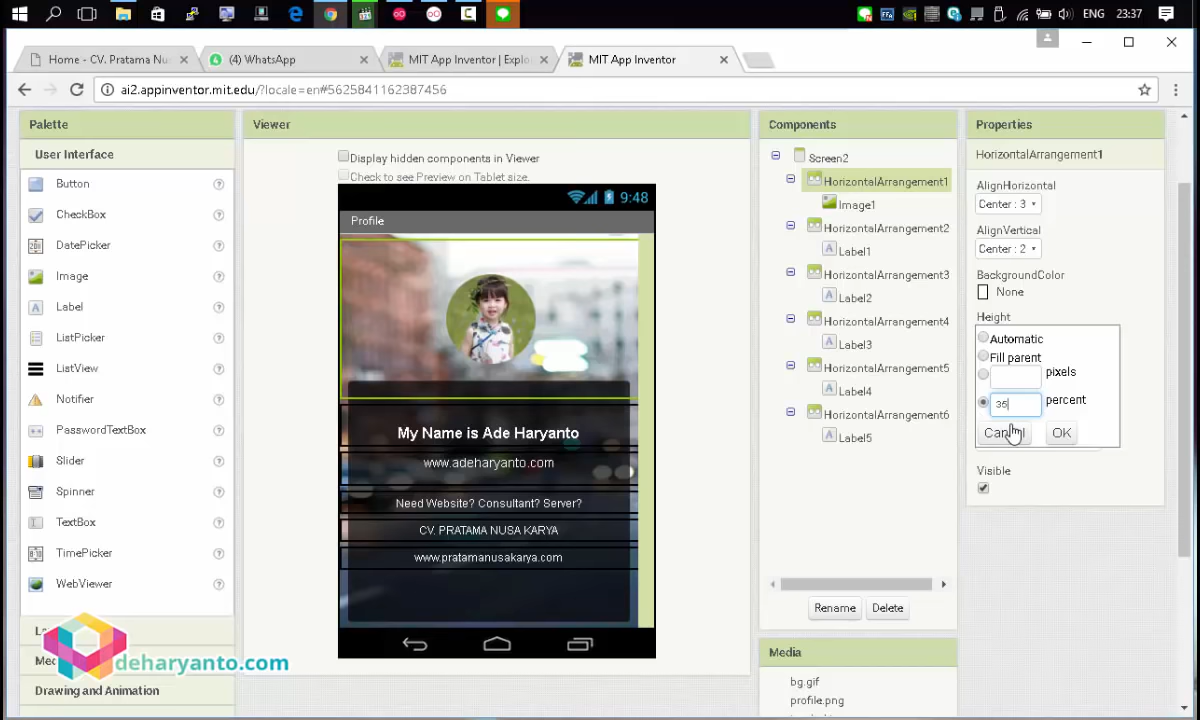 ENG 23:37
Home - CV. Pratama Nu
(4) WhatsApp
MIT App Inventor | Explo
MIT App Inventor
ai2.appinventor.mit.edu/?locale=en#5625841162387456
Palette
Viewer
Components
Properties
User Interface
Button
CheckBox
DatePicker
Image
Label
ListPicker
ListView
Notifier
PasswordTextBox
Slider
Spinner
TextBox
TimePicker
WebViewer
Drawing and Animation
Display hidden components in Viewer
Check to see Preview on Tablet size.
9:48
Profile
My Name is Ade Haryanto
www.adeharyanto.com
Need Website? Consultant? Server?
CV. PRATAMA NUSA KARYA
www.pratamanusakarya.com
Screen2
HorizontalArrangement1
Image1
HorizontalArrangement2
Label1
HorizontalArrangement3
Label2
HorizontalArrangement4
Label3
HorizontalArrangement5
Label4
HorizontalArrangement6
Label5
Rename
Delete
Media
bg.gif
profile.png
HorizontalArrangement1
AlignHorizontal
Center : 3
AlignVertical
Center : 2
BackgroundColor
None
Height
Automatic
Fill parent
pixels
35 percent
Cancel
OK
Visible
deharyanto.com